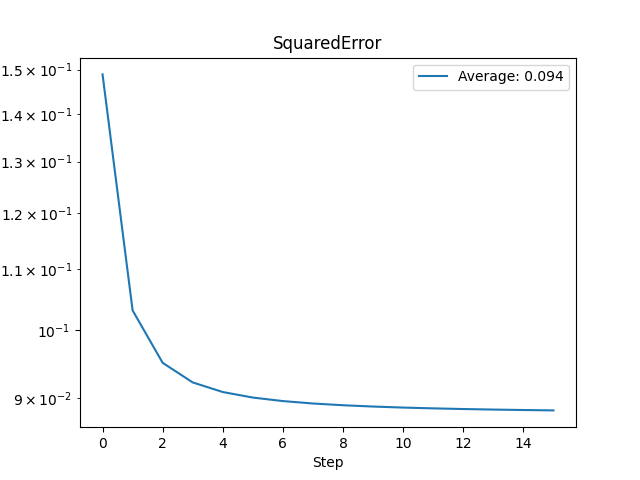 SquaredError
Average: 0.094
1.5 × 10⁻¹
1.4 × 10⁻¹
1.3 × 10⁻¹
1.2 × 10⁻¹
1.1 × 10⁻¹
10⁻¹
9 × 10⁻²
0 2 4 6 8 10 12 14
Step